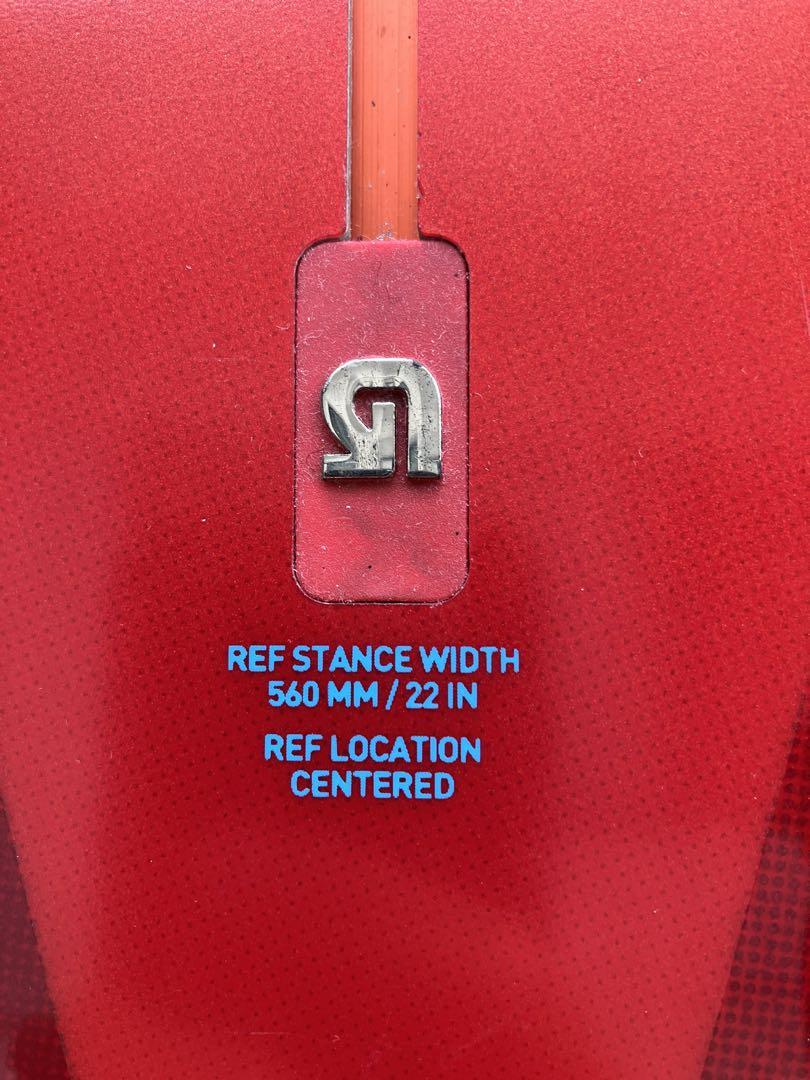 REF STANCE WIDTH
560 MM / 22 IN
REF LOCATION
CENTERED